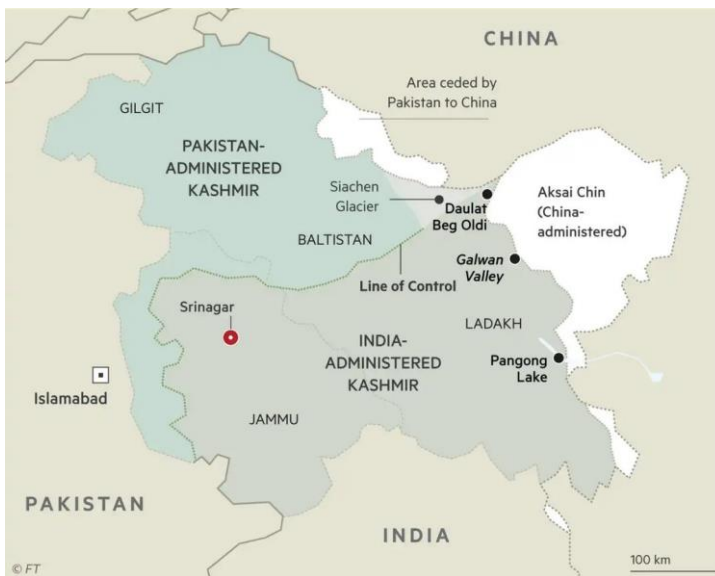 CHINA
Area ceded by
Pakistan to China
GILGIT
PAKISTAN-
ADMINISTERED
KASHMIR
Siachen
Glacier
Daulat
Beg Oldi
Aksai Chin
(China-
administered)
BALTISTAN
Galwan
Valley
Line of Control
Srinagar
LADAKH
INDIA-
ADMINISTERED
KASHMIR
Pangong
Lake
Islamabad
JAMMU
PAKISTAN
INDIA
100 km
© FT